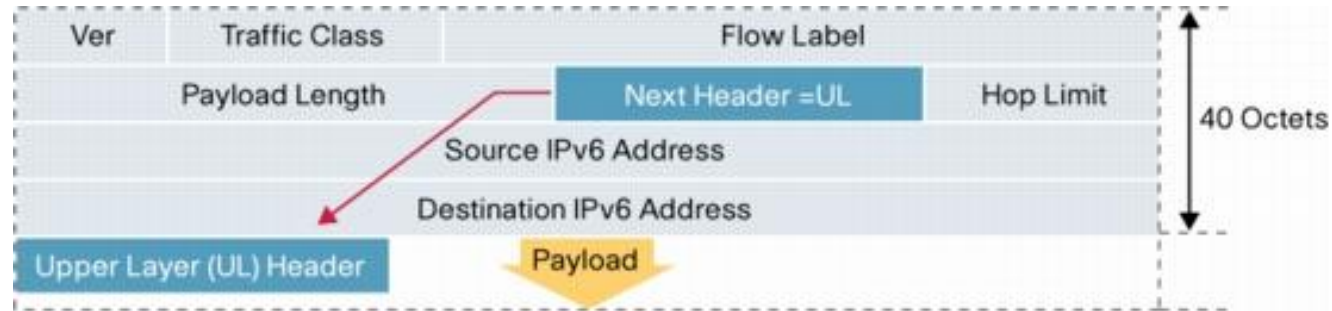 Ver Traffic Class Flow Label
Payload Length Next Header =UL Hop Limit
40 Octets
Source IPv6 Address
Destination IPv6 Address
Upper Layer (UL) Header Payload